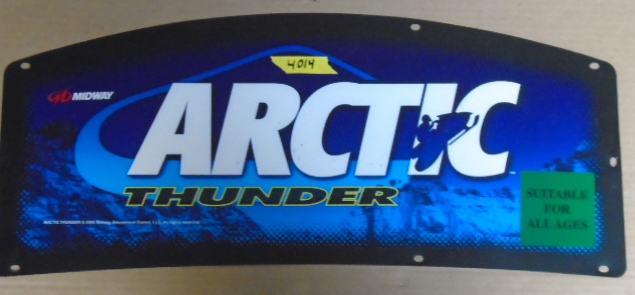 4014
MIDWAY
ARCTIC
THUNDER
SUITABLE
FOR
ALL AGES